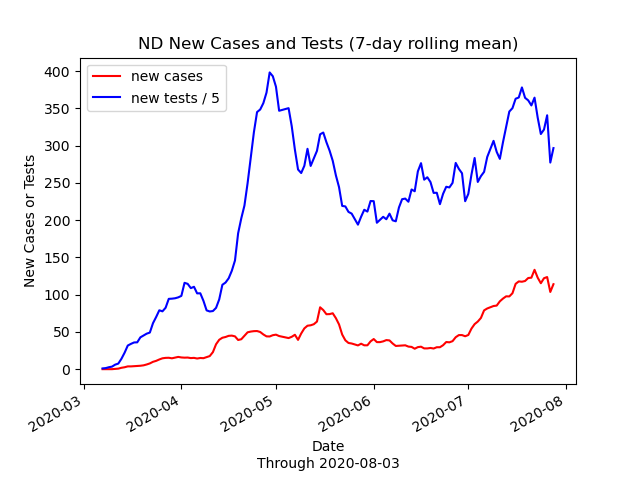 ND New Cases and Tests (7-day rolling mean)
new cases
new tests / 5
New Cases or Tests
400
350
300
250
200
150
100
50
0
2020-03
2020-04
2020-05
2020-06
2020-07
2020-08
Date
Through 2020-08-03